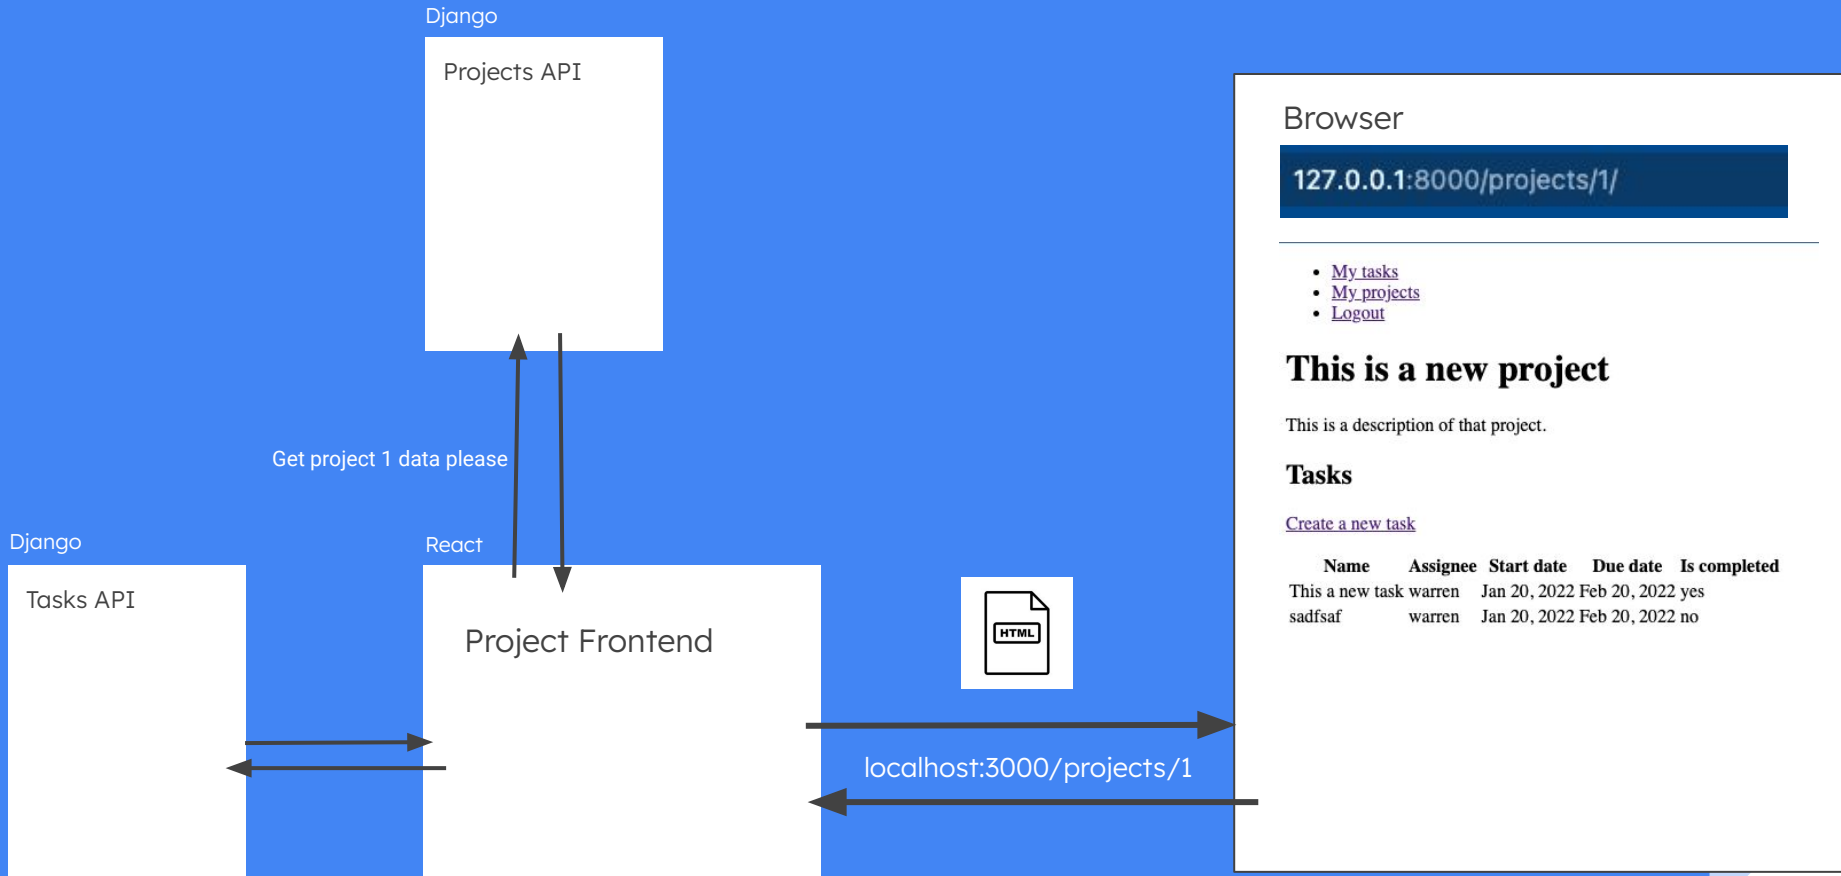 Django
Projects API
Get project 1 data please
Django
Tasks API
React
Project Frontend
HTML
localhost:3000/projects/1
Browser
127.0.0.1:8000/projects/1/
My tasks
My projects
Logout
This is a new project
This is a description of that project.
Tasks
Create a new task
Name Assignee Start date Due date Is completed
This a new task warren Jan 20, 2022 Feb 20, 2022 yes
sadfsaf warren Jan 20, 2022 Feb 20, 2022 no